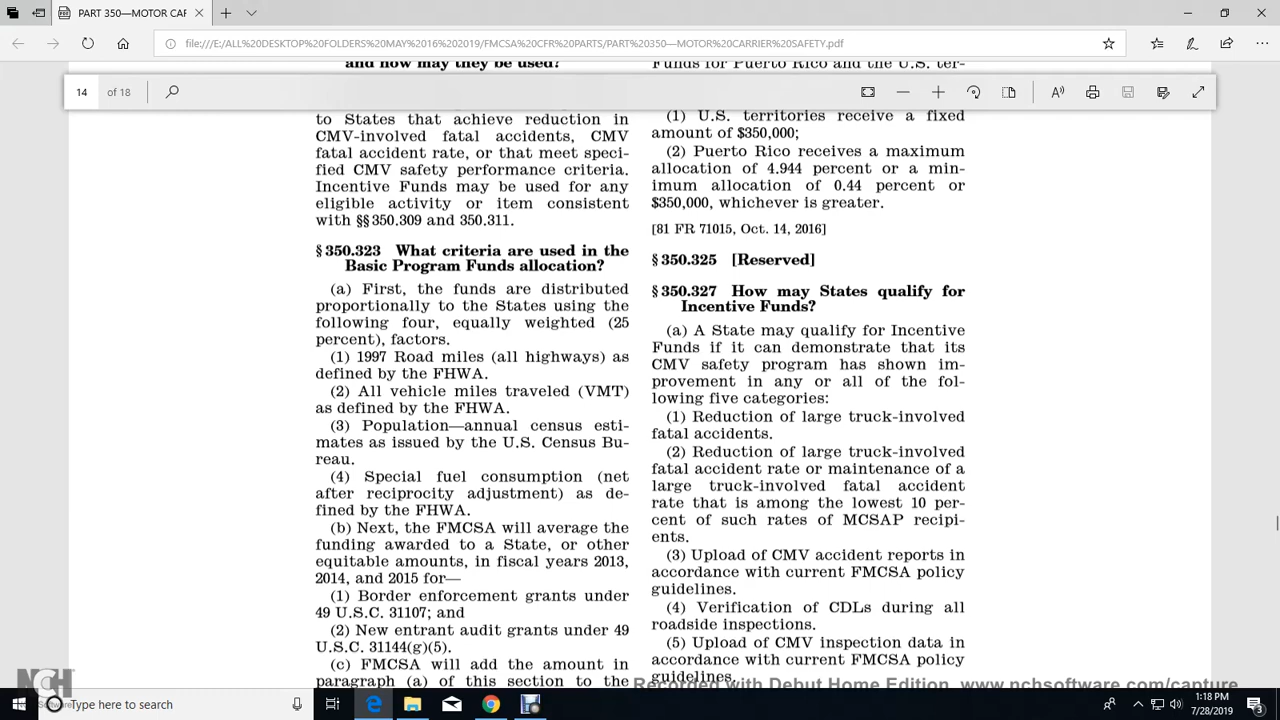 PART 350—MOTOR CAF
file:///E:/ALL%20DESKTOP%20FOLDERS%20MAY%2016%202019/FMCSA%20CFR%20PARTS/PART%20350—MOTOR%20CARRIER%20SAFETY.pdf
14 of 18
and how may they be used?
to States that achieve reduction in
CMV-involved fatal accidents, CMV
fatal accident rate, or that meet speci-
fied CMV safety performance criteria.
Incentive Funds may be used for any
eligible activity or item consistent
with §§ 350.309 and 350.311.
§ 350.323 What criteria are used in the
Basic Program Funds allocation?
(a) First, the funds are distributed
proportionally to the States using the
following four, equally weighted (25
percent), factors.
(1) 1997 Road miles (all highways) as
defined by the FHWA.
(2) All vehicle miles traveled (VMT)
as defined by the FHWA.
(3) Population—annual census esti-
mates as issued by the U.S. Census Bu-
reau.
(4) Special fuel consumption (net
after reciprocity adjustment) as de-
fined by the FHWA.
(b) Next, the FMCSA will average the
funding awarded to a State, or other
equitable amounts, in fiscal years 2013,
2014, and 2015 for—
(1) Border enforcement grants under
49 U.S.C. 31107; and
(2) New entrant audit grants under 49
U.S.C. 31144(g)(5).
(c) FMCSA will add the amount in
paragraph (a) of this section to the
Funds for Puerto Rico and the U.S. ter-
(1) U.S. territories receive a fixed
amount of $350,000;
(2) Puerto Rico receives a maximum
allocation of 4.944 percent or a min-
imum allocation of 0.44 percent or
$350,000, whichever is greater.
[81 FR 71015, Oct. 14, 2016]
§ 350.325 [Reserved]
§ 350.327 How may States qualify for
Incentive Funds?
(a) A State may qualify for Incentive
Funds if it can demonstrate that its
CMV safety program has shown im-
provement in any or all of the fol-
lowing five categories:
(1) Reduction of large truck-involved
fatal accidents.
(2) Reduction of large truck-involved
fatal accident rate or maintenance of a
large truck-involved fatal accident
rate that is among the lowest 10 per-
cent of such rates of MCSAP recipi-
ents.
(3) Upload of CMV accident reports in
accordance with current FMCSA policy
guidelines.
(4) Verification of CDLs during all
roadside inspections.
(5) Upload of CMV inspection data in
accordance with current FMCSA policy
guidelines.
Recorded with Debut Home Edition. www.nchsoftware.com/capture
NCH
Software
Type here to search
1:18 PM
7/28/2019